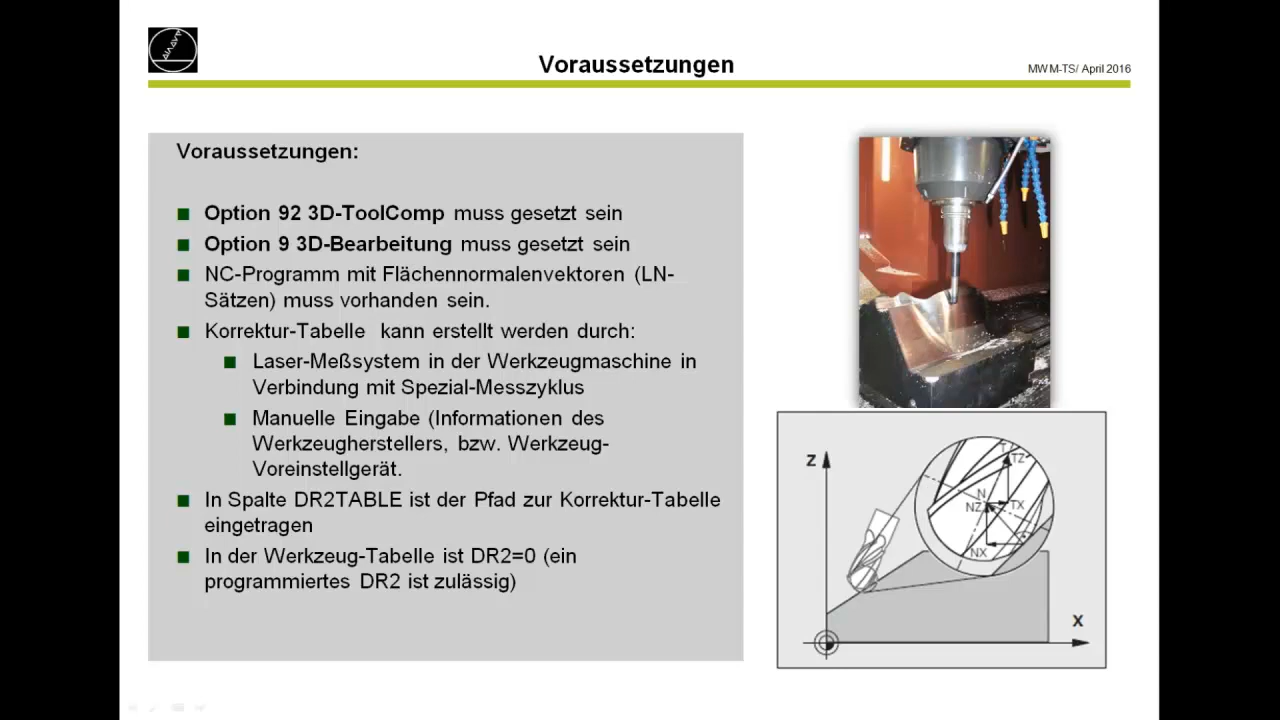 Voraussetzungen
MWM-TS/ April 2016
Voraussetzungen:
Option 92 3D-ToolComp muss gesetzt sein
Option 9 3D-Bearbeitung muss gesetzt sein
NC-Programm mit Flächennormalenvektoren (LN-
Sätzen) muss vorhanden sein.
Korrektur-Tabelle kann erstellt werden durch:
Laser-Meßsystem in der Werkzeugmaschine in
Verbindung mit Spezial-Messzyklus
Manuelle Eingabe (Informationen des
Werkzeugherstellers, bzw. Werkzeug-
Voreinstellgerät.
In Spalte DR2TABLE ist der Pfad zur Korrektur-Tabelle
eingetragen
In der Werkzeug-Tabelle ist DR2=0 (ein
programmiertes DR2 ist zulässig)
Z
T
TZ
N
NZ
TX
NX
X